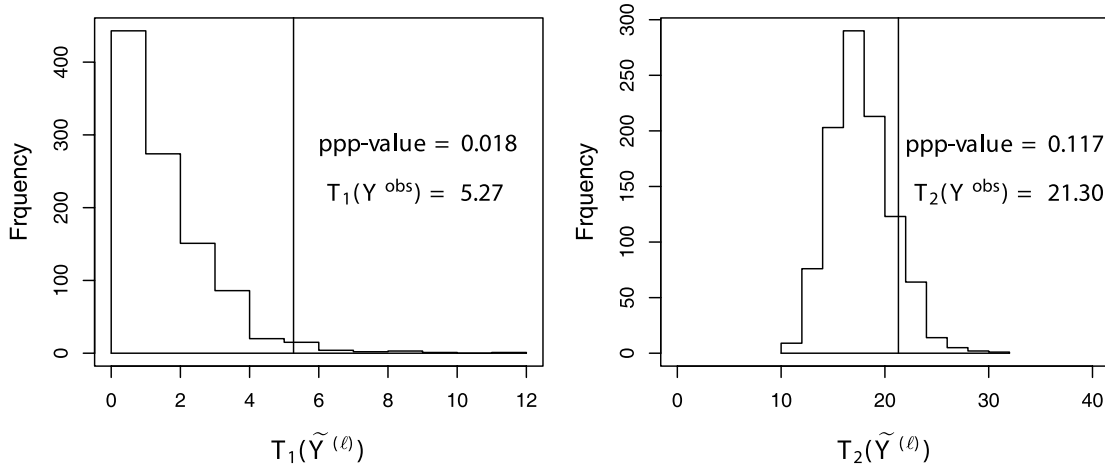 Frquency
0 100 200 300 400
ppp-value = 0.018
T₁(Y ᵒᵇˢ) = 5.27
0 2 4 6 8 10 12
T₁(Ỹ ⁽ℓ⁾)
Frquency
0 50 100 150 200 250 300
ppp-value = 0.117
T₂(Y ᵒᵇˢ) = 21.30
0 10 20 30 40
T₂(Ỹ ⁽ℓ⁾)